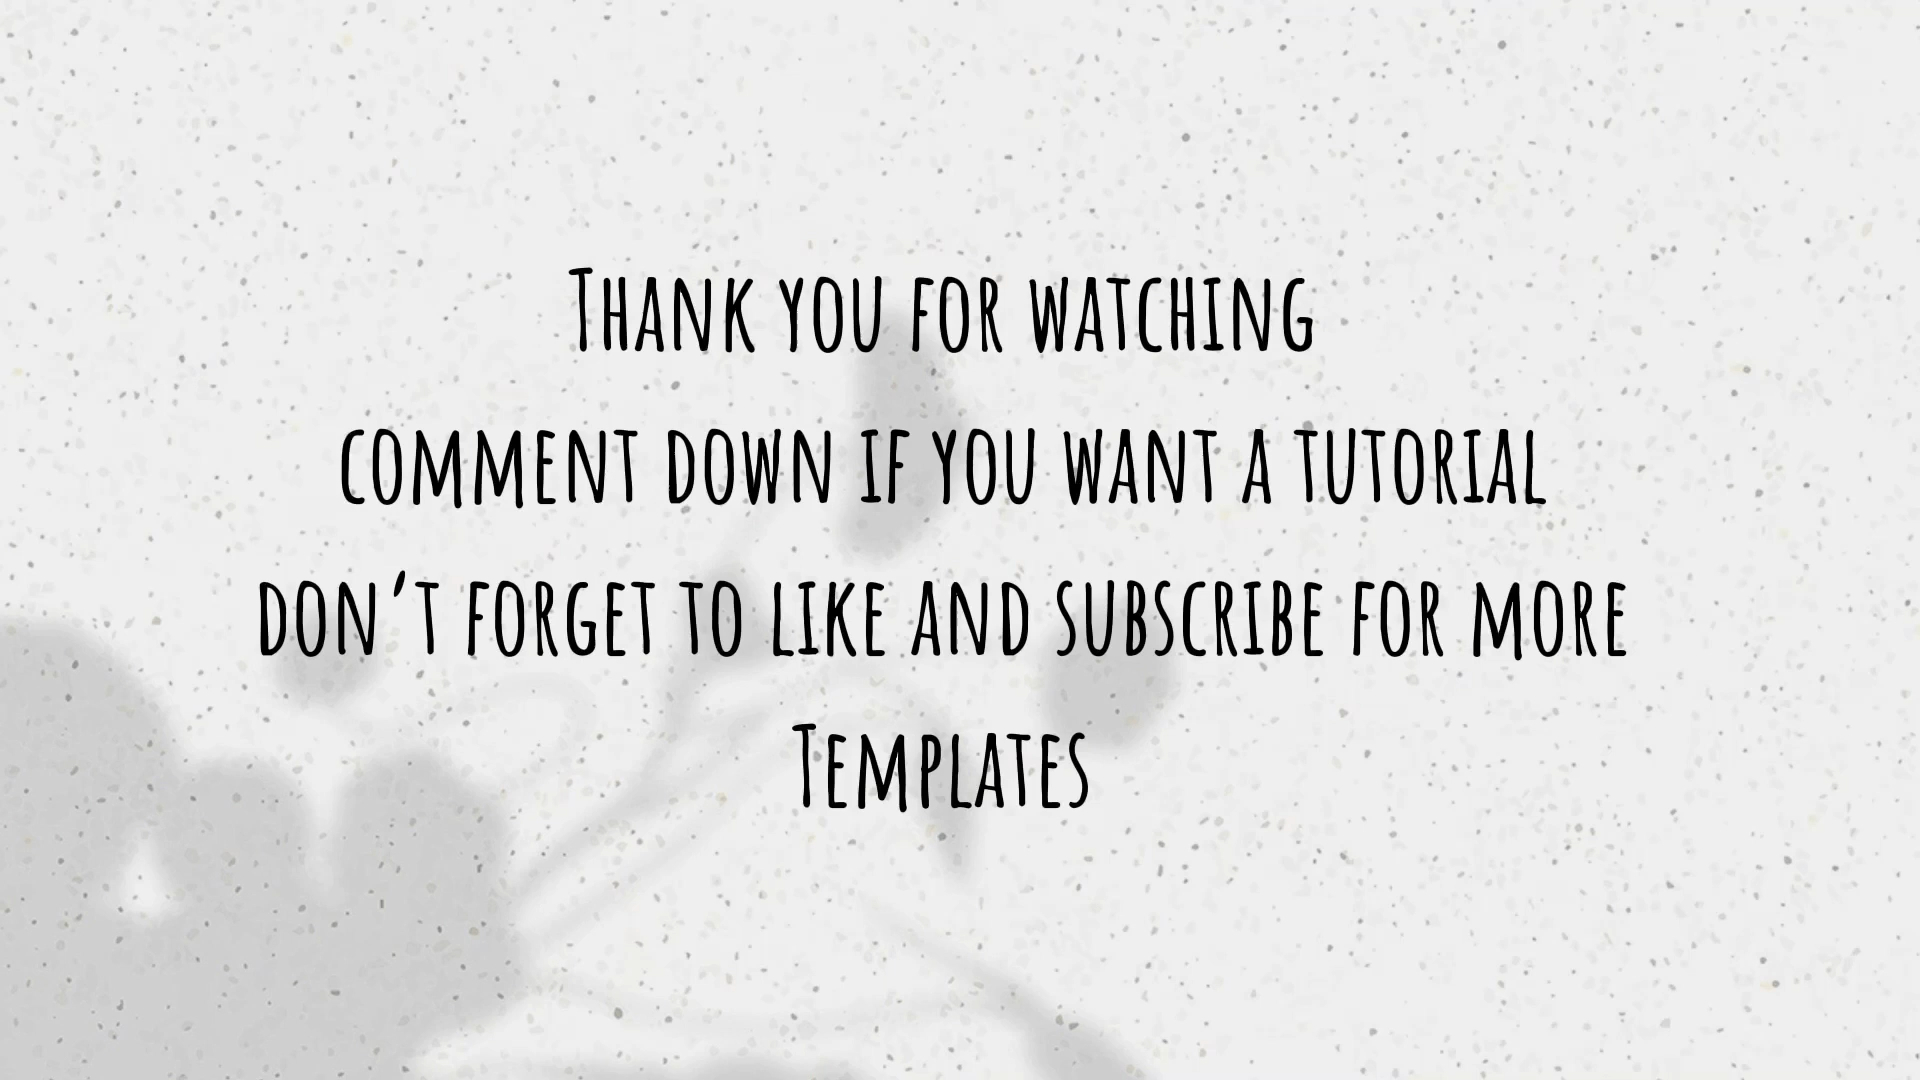 Thank you for watching
comment down if you want a tutorial
don't forget to like and subscribe for more
Templates